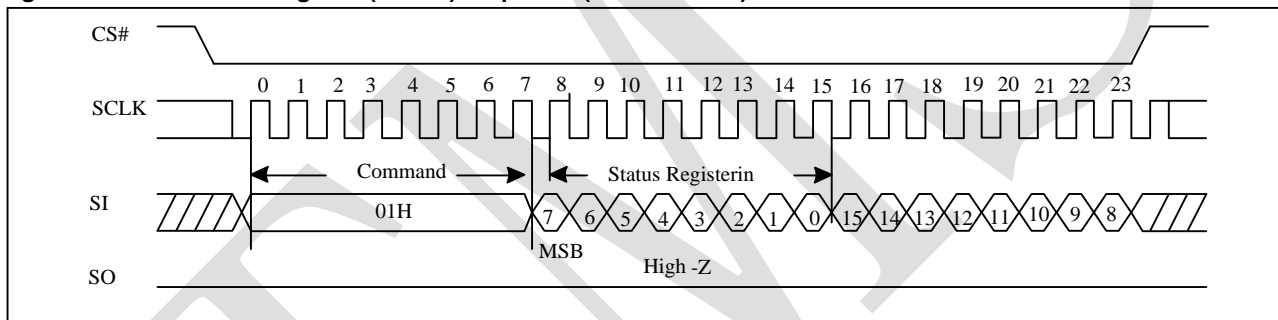 CS#
0 1 2 3 4 5 6 7 8 9 10 11 12 13 14 15 16 17 18 19 20 21 22 23
SCLK
Command Status Registerin
SI 01H 7 6 5 4 3 2 1 0 15 14 13 12 11 10 9 8
MSB
SO High -Z